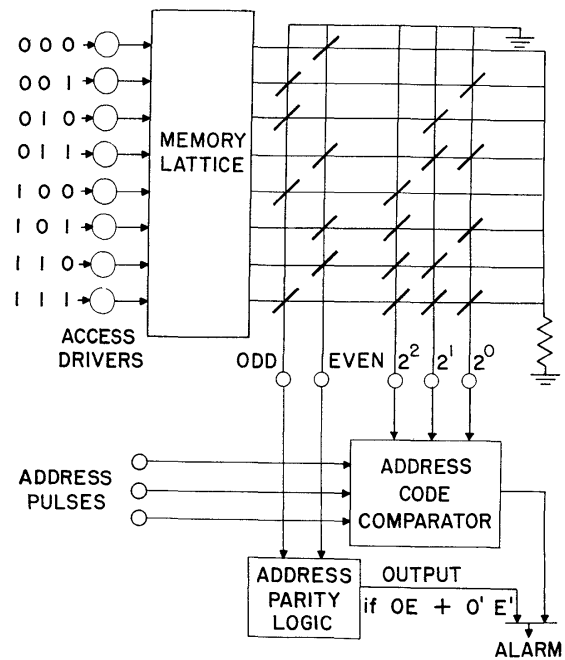 0 0 0
0 0 1
0 1 0
0 1 1
1 0 0
1 0 1
1 1 0
1 1 1
MEMORY
LATTICE
ACCESS
DRIVERS
ODD
EVEN
2²
2¹
2⁰
ADDRESS
PULSES
ADDRESS
CODE
COMPARATOR
ADDRESS
PARITY
LOGIC
OUTPUT
if OE + O' E'
ALARM